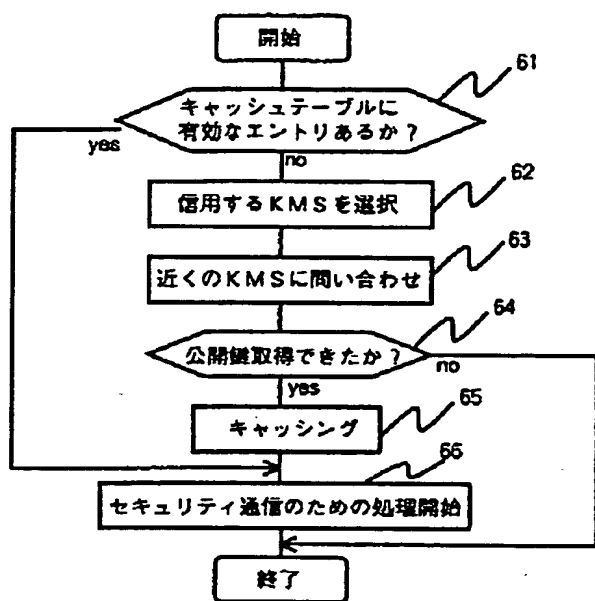 開始
61
キャッシュテーブルに
有効なエントリあるか？
yes
no
62
信用するKMSを選択
63
近くのKMSに問い合わせ
64
公開鍵取得できたか？
no
yes
65
キャッシング
66
セキュリティ通信のための処理開始
終了